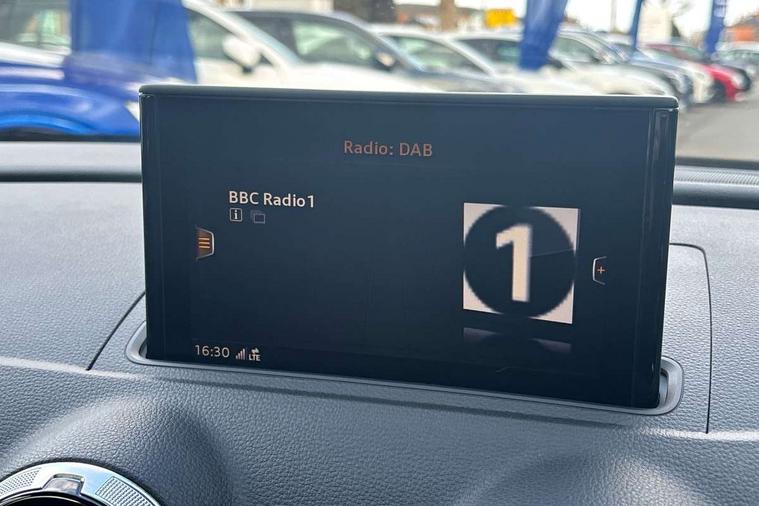 Radio: DAB
BBC Radio1
i
1
+
16:30 LTE